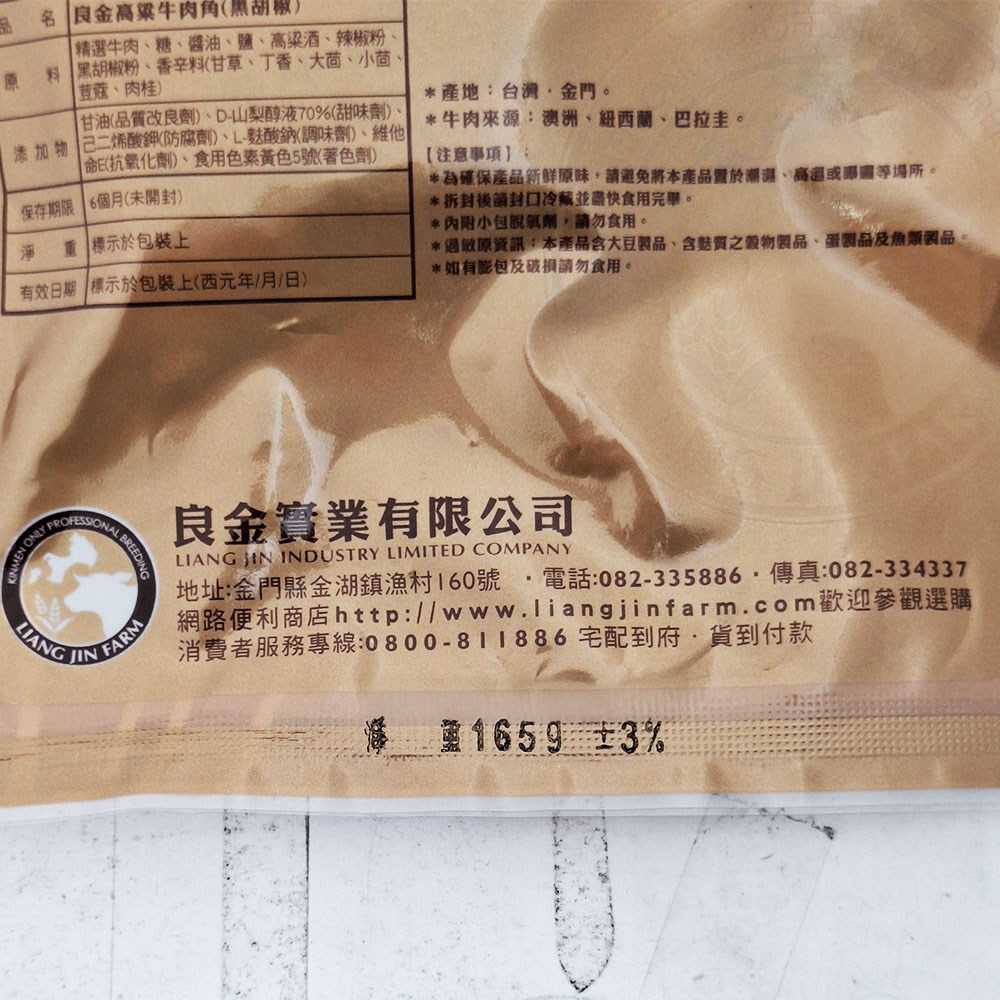 品 名 良金高粱牛肉角(黑胡椒)
原 料 精選牛肉、糖、醬油、鹽、高粱酒、辣椒粉、
黑胡椒粉、香辛料(甘草、丁香、大茴、小茴、
荳蔻、肉桂)
添加物 甘油(品質改良劑)、D-山梨醇液70%(甜味劑)、
己二烯酸鉀(防腐劑)、L-麩酸鈉(調味劑)、維他
命E(抗氧化劑)、食用色素黃色5號(著色劑)
保存期限 6個月(未開封)
淨 重 標示於包裝上
有效日期 標示於包裝上(西元年/月/日)
*產地：台灣．金門。
*牛肉來源：澳洲、紐西蘭、巴拉圭。
【注意事項】：
*為確保產品新鮮原味，請避免將本產品置於潮濕、高溫或曝曬等場所。
*拆封後請封口冷藏並盡快食用完畢。
*內附小包脫氧劑，請勿食用。
*過敏原資訊：本產品含大豆製品、含麩質之穀物製品、蛋製品及魚類製品。
*如有膨包及破損請勿食用。
KINMEN ONLY PROFESSIONAL BREEDING
LIANG JIN FARM
良金實業有限公司
LIANG JIN INDUSTRY LIMITED COMPANY
地址:金門縣金湖鎮漁村160號 ．電話:082-335886．傳真:082-334337
網路便利商店http://www.liangjinfarm.com歡迎參觀選購
消費者服務專線:0800-811886 宅配到府．貨到付款
淨 重165g ±3%